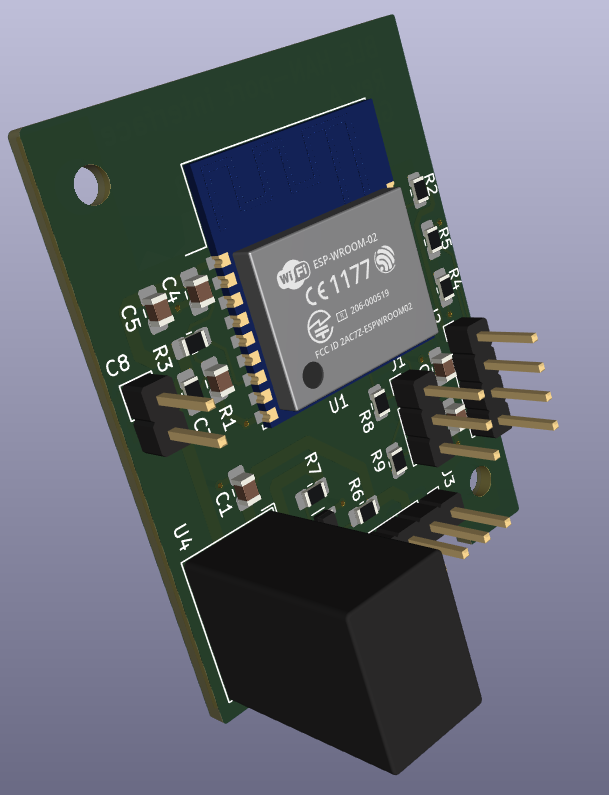 R2
R5
R4
WiFi
ESP-WROOM-02
CE1177
R 206-000519
FCC ID 2AC7Z-ESPWROOM02
C4
C5
R3
C8
R1
U1
J1
R8
R9
R7
R6
J3
C1
U4